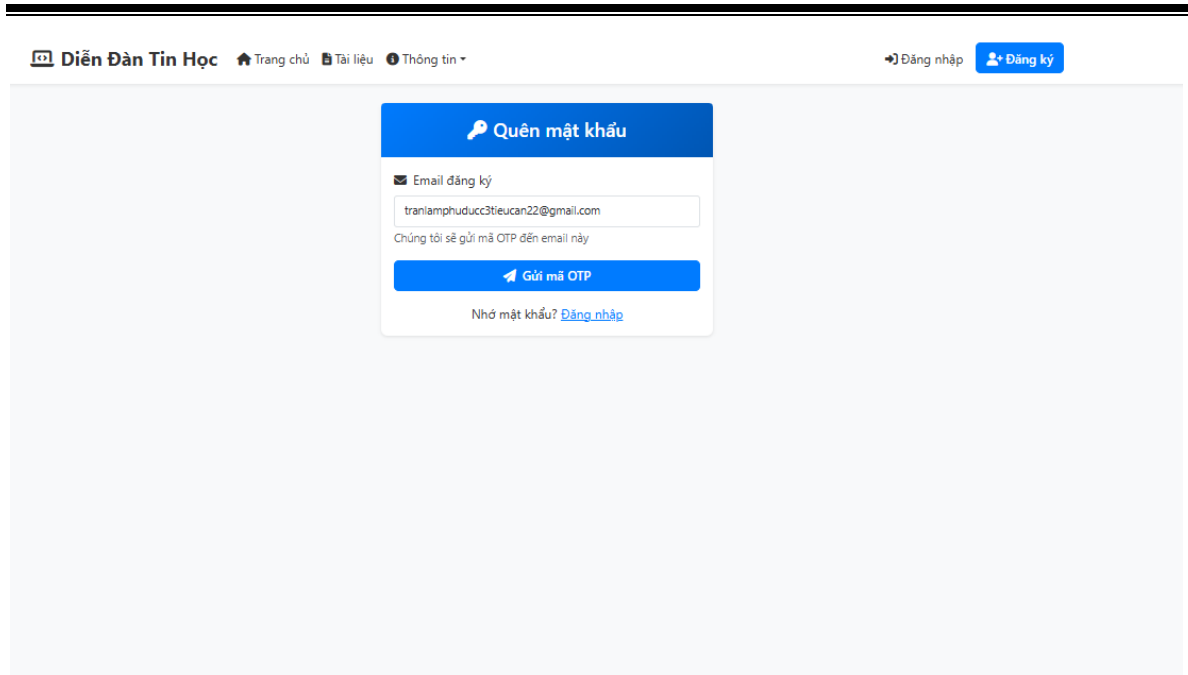 Diễn Đàn Tin Học Trang chủ Tài liệu Thông tin Đăng nhập Đăng ký
Quên mật khẩu
Email đăng ký
tranlamphuducc3tieucan22@gmail.com
Chúng tôi sẽ gửi mã OTP đến email này
Gửi mã OTP
Nhớ mật khẩu? Đăng nhập